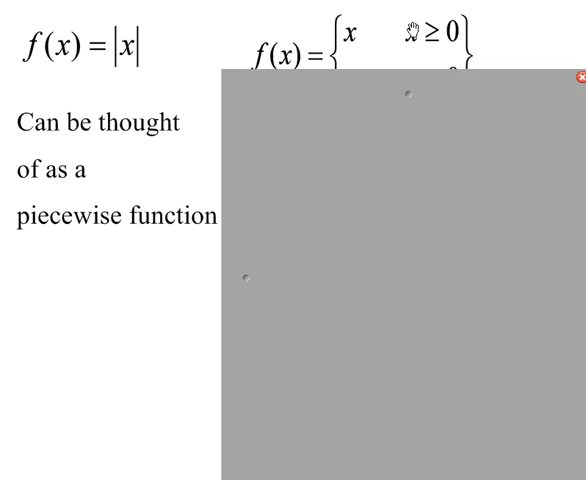 f(x) = |x|
f(x) = { x ≥ 0 }
Can be thought
of as a
piecewise function